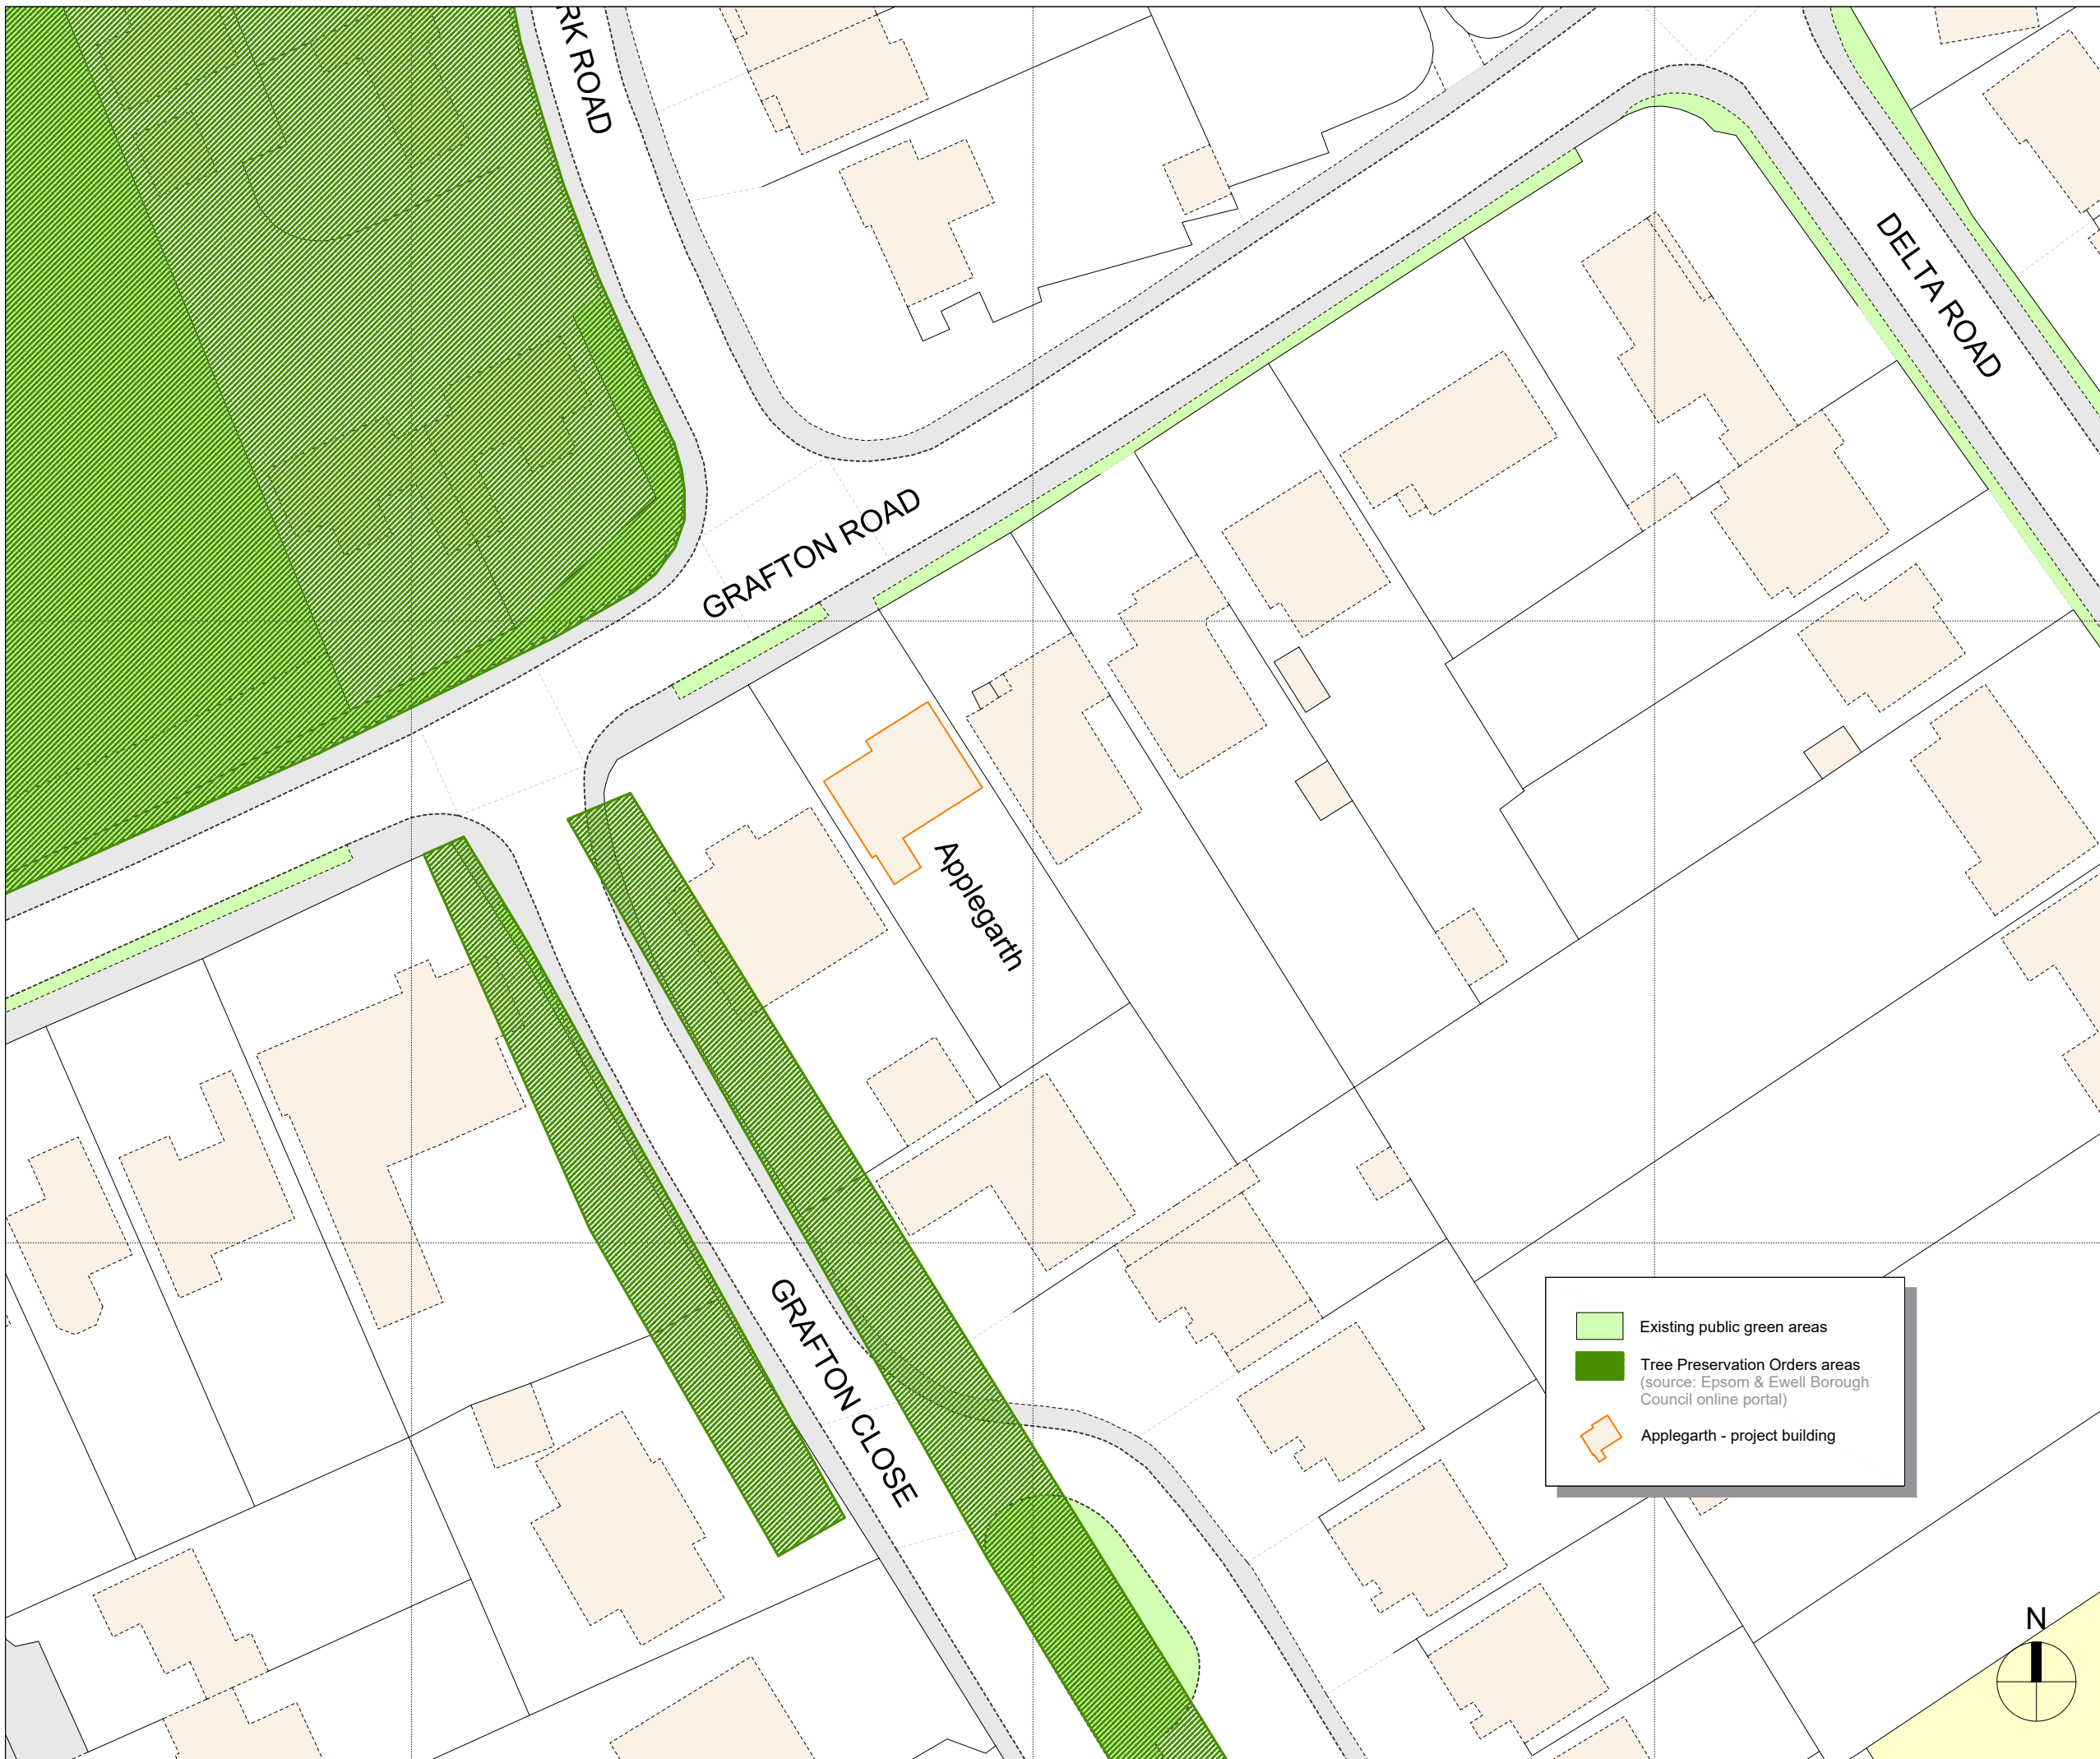 RK ROAD
DELTA ROAD
GRAFTON ROAD
Applegarth
GRAFTON CLOSE
Existing public green areas
Tree Preservation Orders areas
(source: Epsom & Ewell Borough
Council online portal)
Applegarth - project building
N